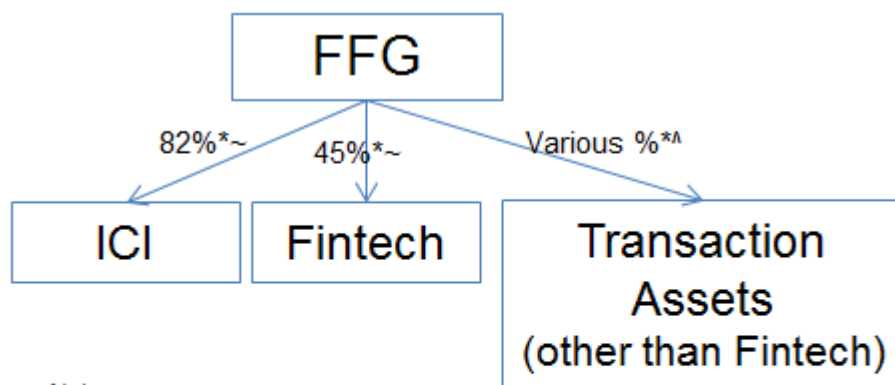 FFG
82%*~
45%*~
Various %*^
ICI
Fintech
Transaction
Assets
(other than Fintech)